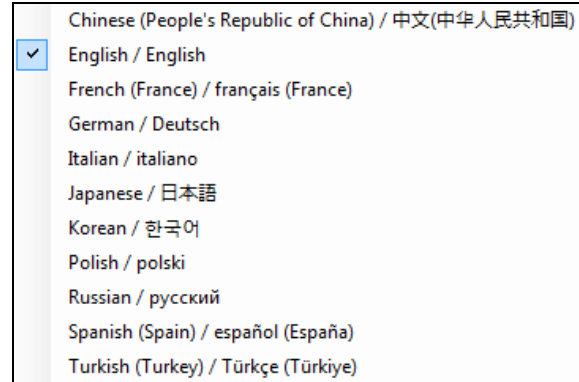 Chinese (People's Republic of China) / 中文(中华人民共和国)
English / English
French (France) / français (France)
German / Deutsch
Italian / italiano
Japanese / 日本語
Korean / 한국어
Polish / polski
Russian / русский
Spanish (Spain) / español (España)
Turkish (Turkey) / Türkçe (Türkiye)